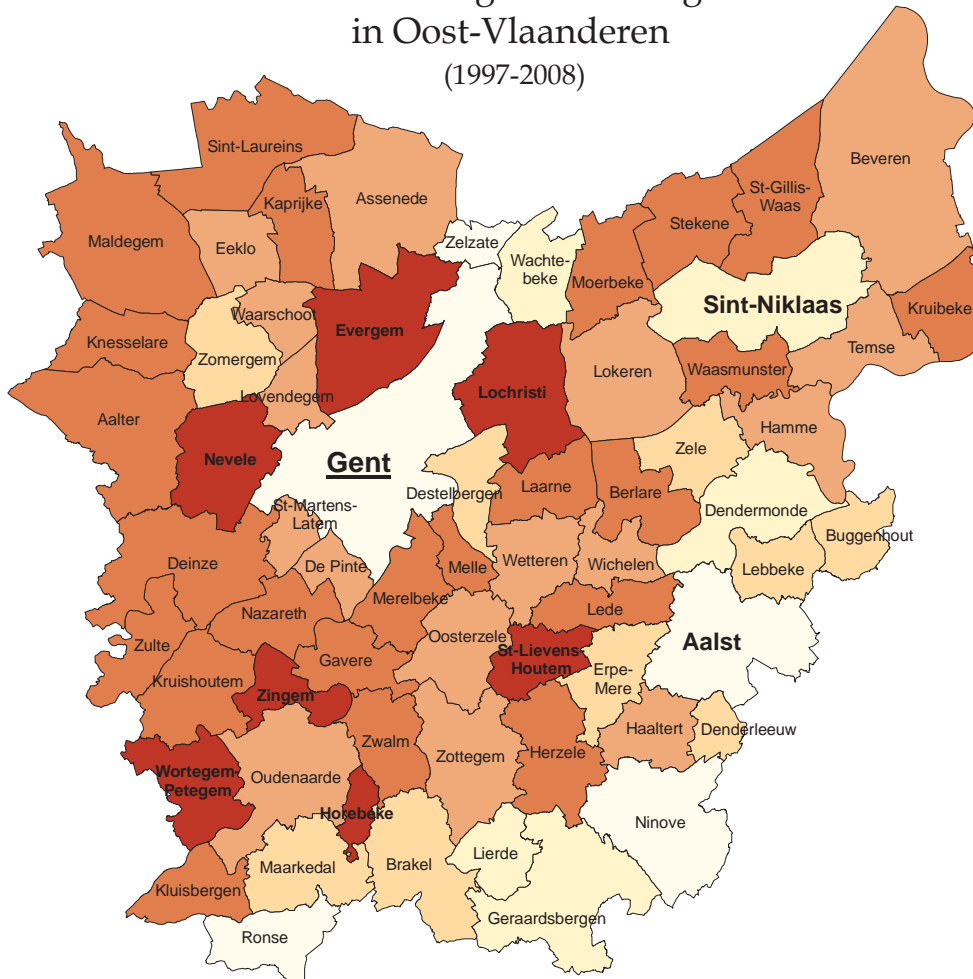 in Oost-Vlaanderen
(1997-2008)
Sint-Laureins
Beveren
Kaprijke
Assenede
St-Gillis-
Waas
Stekene
Maldegem
Eeklo
Zelzate
Wachte-
beke
Moerbeke
Sint-Niklaas
Kruibeke
Waarschoot
Evergem
Knesselare
Zomergem
Temse
Lokeren
Waasmunster
Lochristi
Lovendegem
Aalter
Hamme
Zele
Nevele
Gent
Destelbergen
Laarne
Berlare
Dendermonde
St-Martens-
Latem
Buggenhout
Deinze
De Pinte
Melle
Wetteren
Wichelen
Lebbeke
Merelbeke
Nazareth
Lede
Zulte
Oosterzele
Aalst
St-Lievens-
Houtem
Gavere
Erpe-
Mere
Kruishoutem
Zingem
Haaltert
Denderleeuw
Zwalm
Zottegem
Herzele
Wortegem-
Petegem
Oudenaarde
Horebeke
Ninove
Lierde
Maarkedal
Brakel
Kluisbergen
Geraardsbergen
Ronse